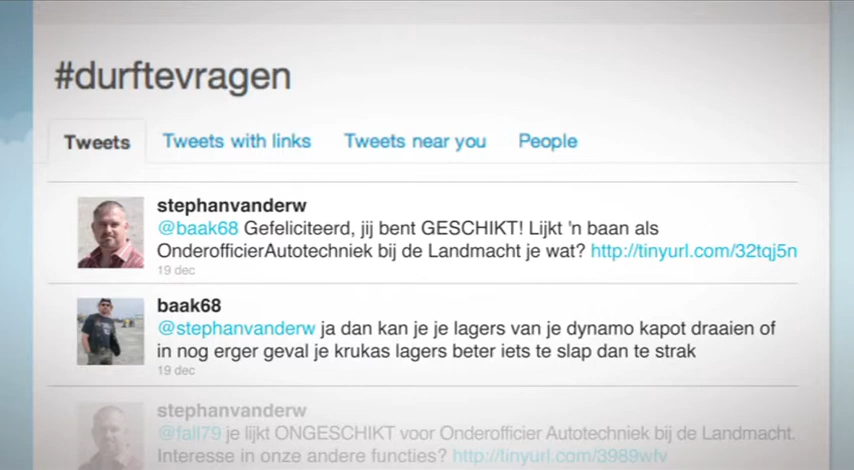 #durftevragen
Tweets Tweets with links Tweets near you People
stephanvanderw
@baak68 Gefeliciteerd, jij bent GESCHIKT! Lijkt 'n baan als
OnderofficierAutotechniek bij de Landmacht je wat? http://tinyurl.com/32tqj5n
19 dec
baak68
@stephanvanderw ja dan kan je je lagers van je dynamo kapot draaien of
in nog erger geval je krukas lagers beter iets te slap dan te strak
19 dec
stephanvanderw
@fall79 je lijkt ONGESCHIKT voor Onderofficier Autotechniek bij de Landmacht.
Interesse in onze andere functies? http://tinyurl.com/3989wfv